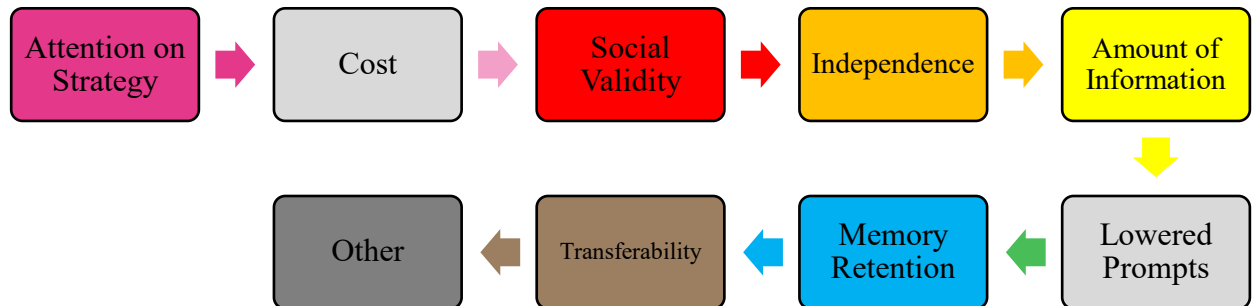 Attention on
Strategy
Cost
Social
Validity
Independence
Amount of
Information
Lowered
Prompts
Memory
Retention
Transferability
Other